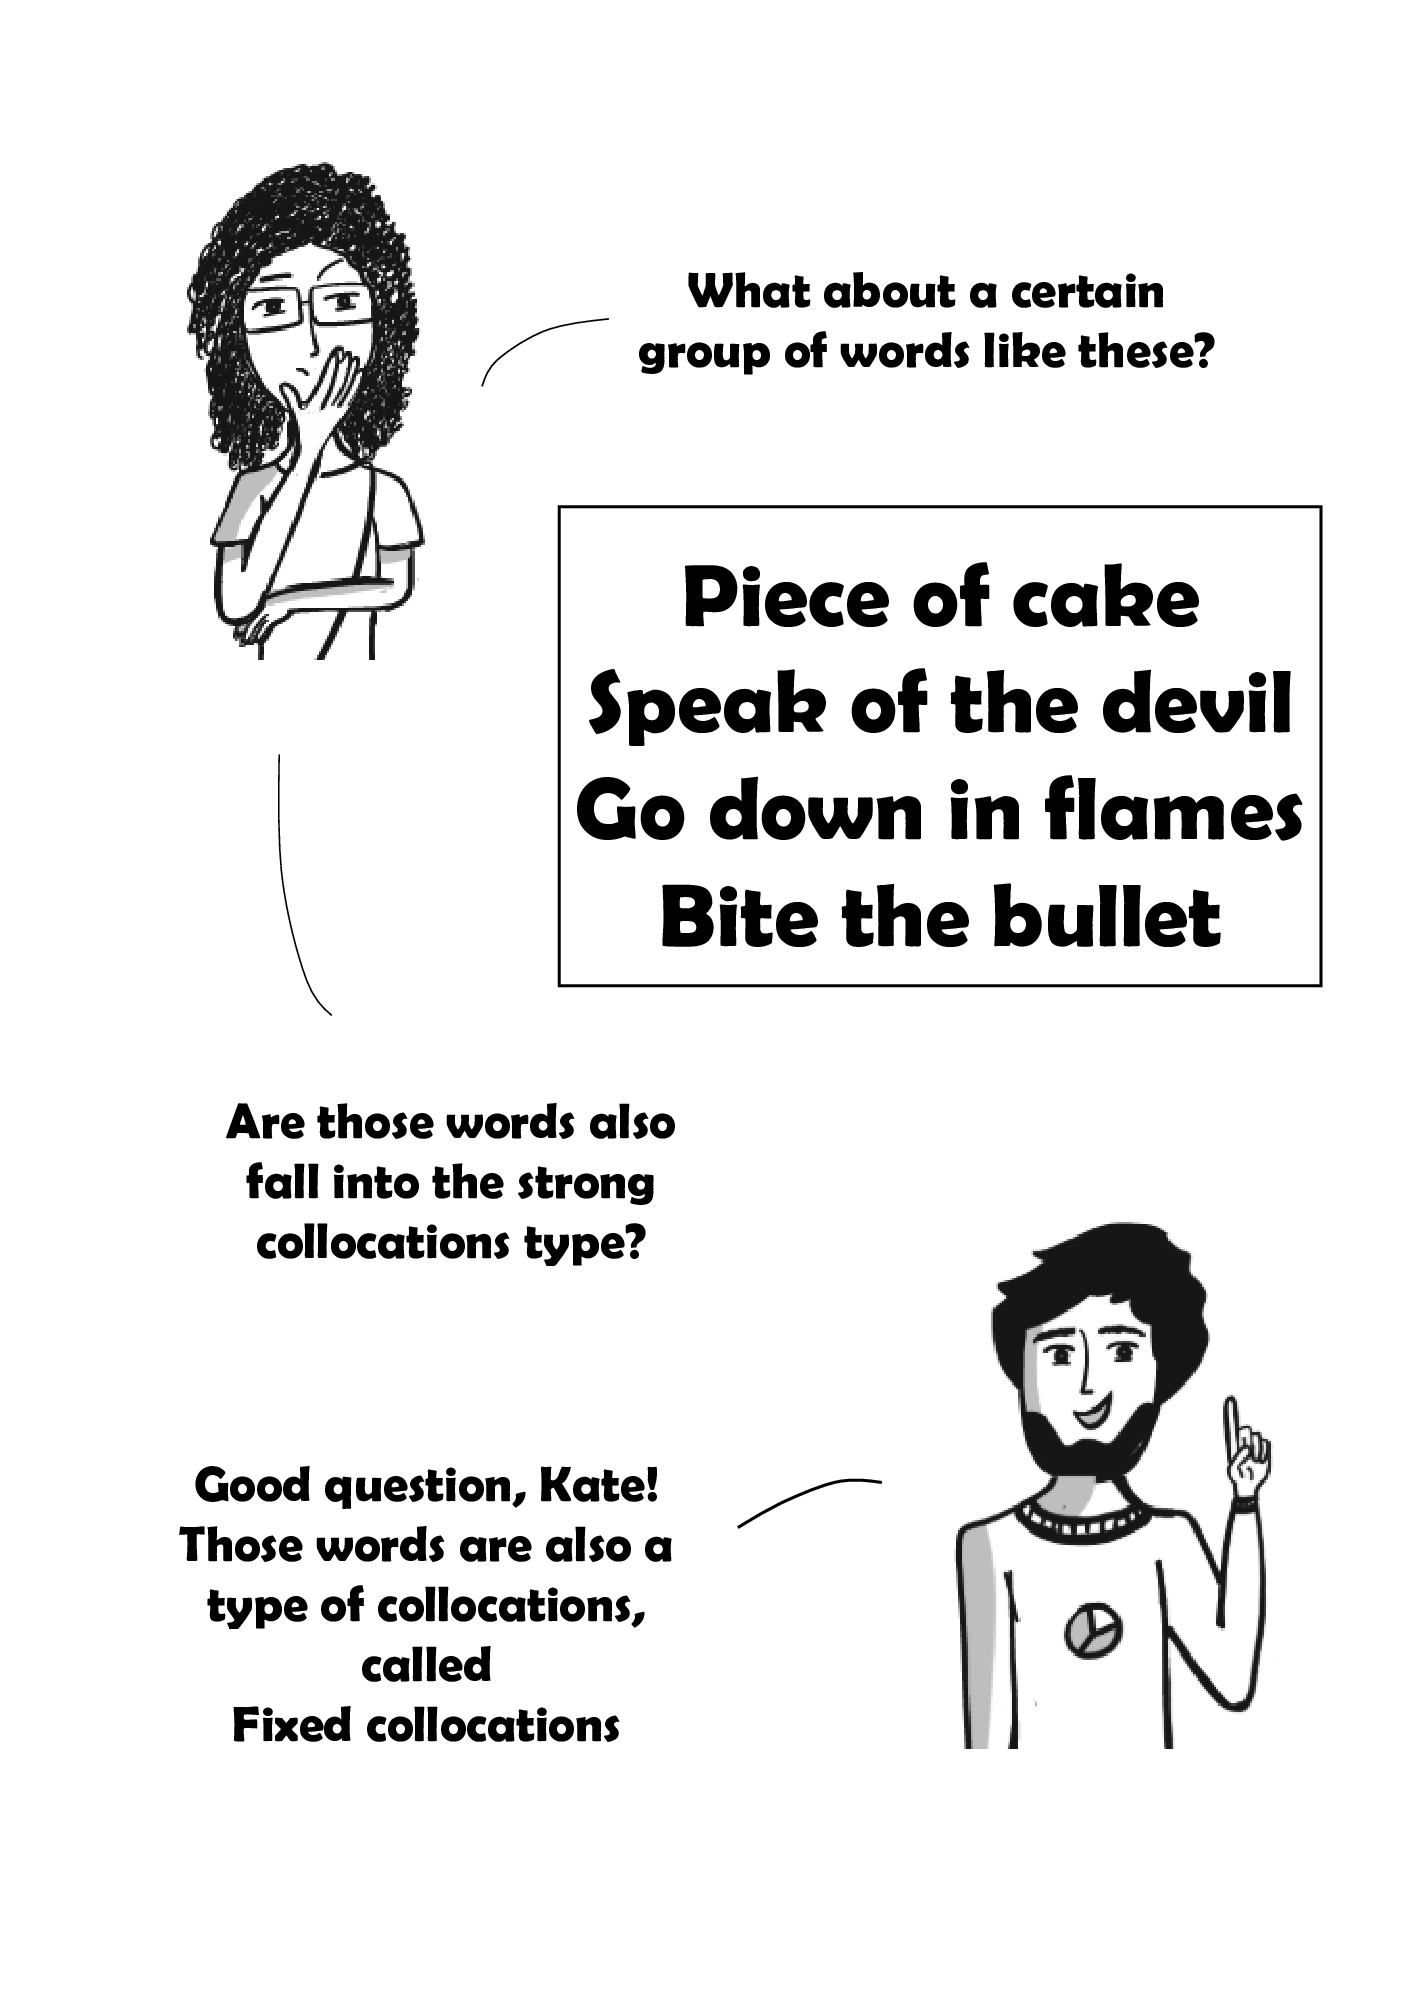 What about a certain
group of words like these?
Piece of cake
Speak of the devil
Go down in flames
Bite the bullet
Are those words also
fall into the strong
collocations type?
Good question, Kate!
Those words are also a
type of collocations,
called
Fixed collocations